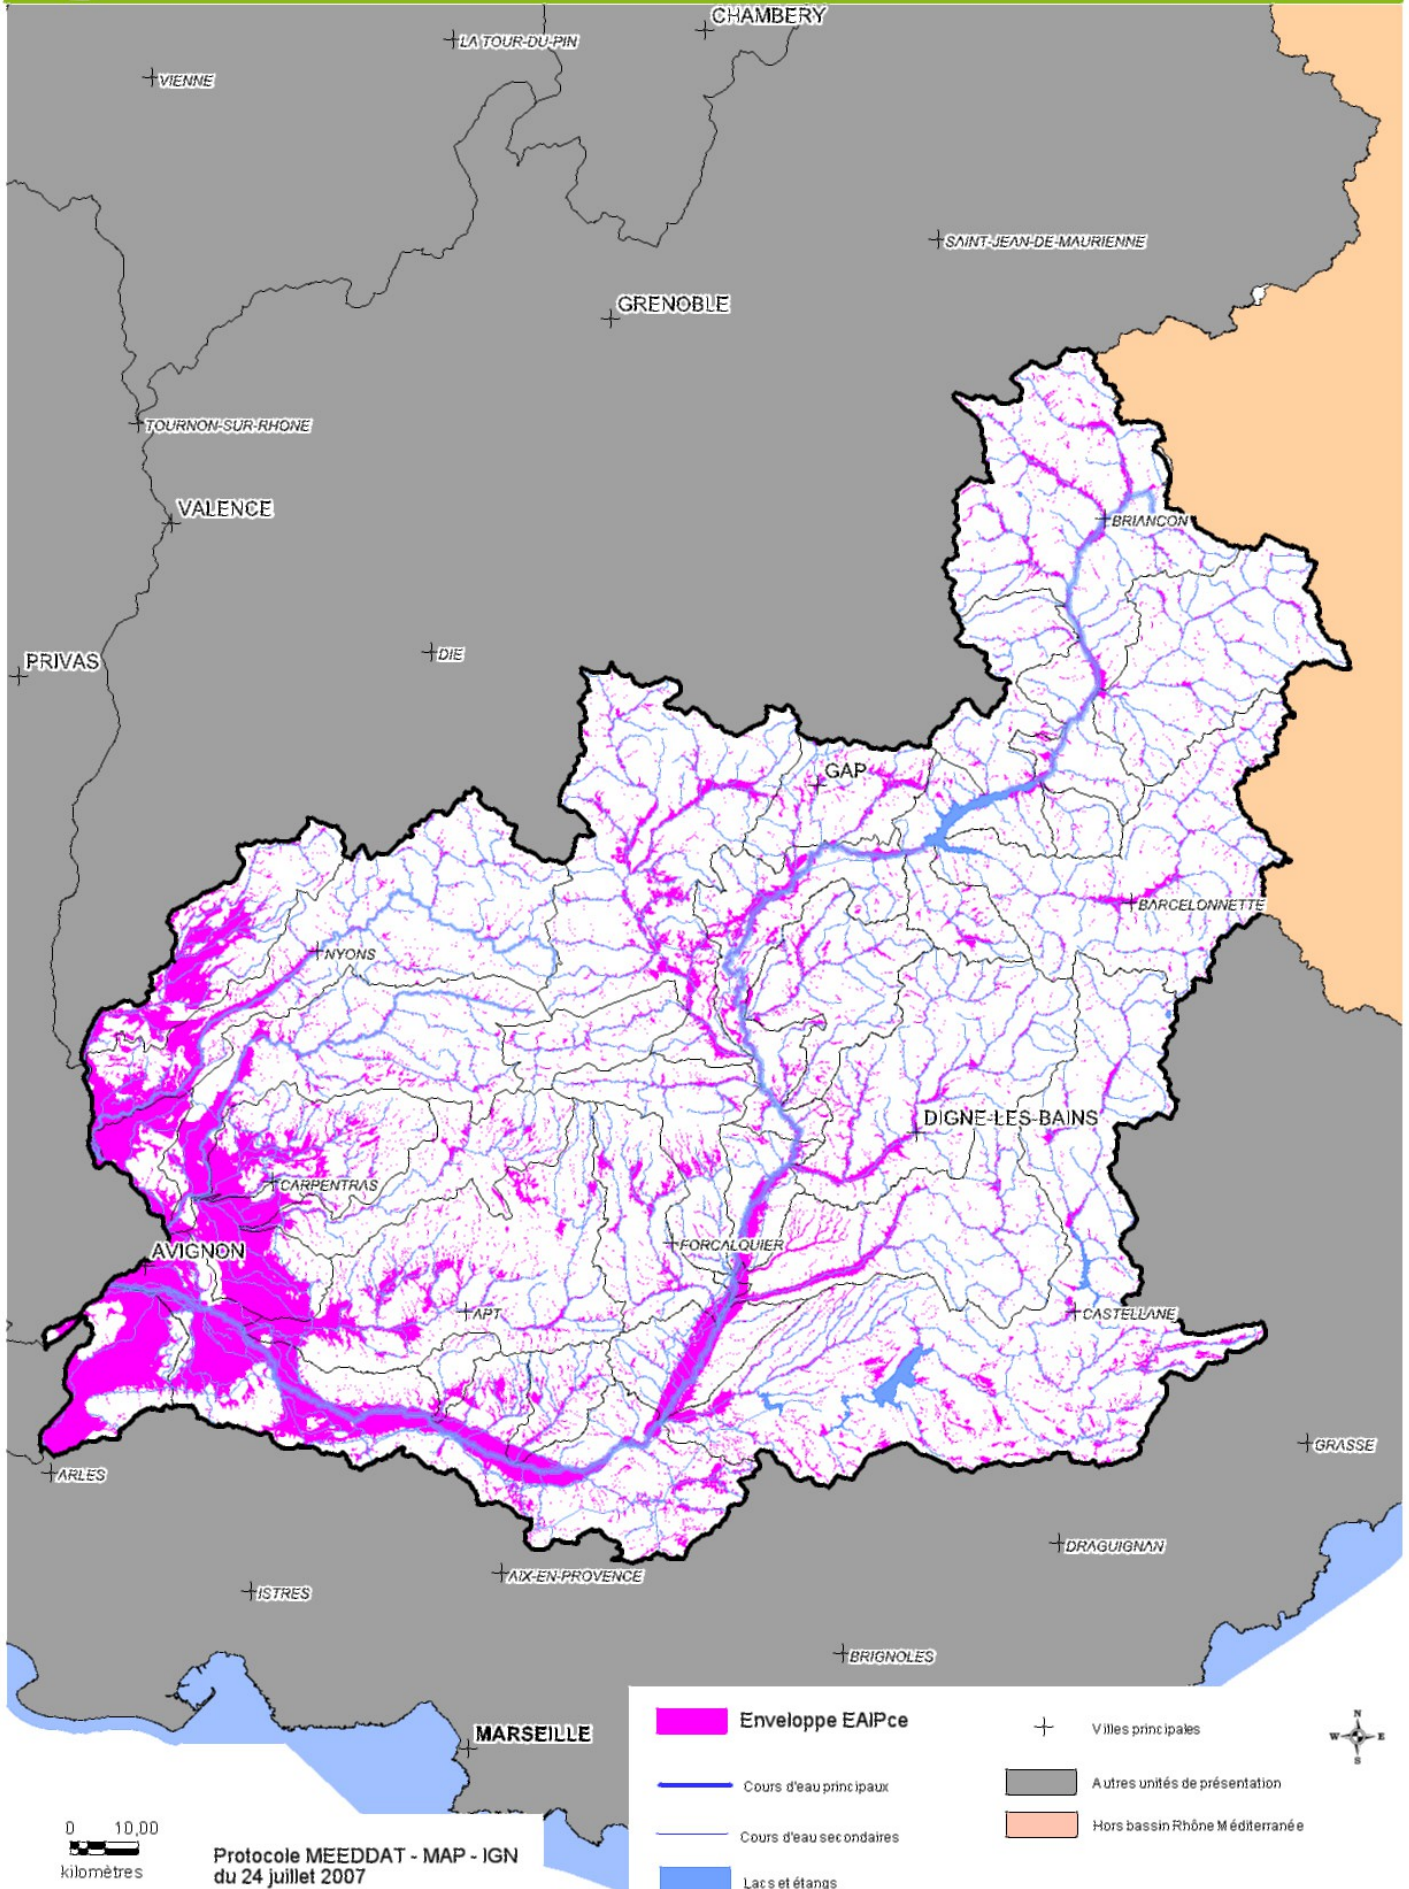 CHAMBERY
LA TOUR-DU-PIN
VIENNE
SAINT-JEAN-DE-MAURIENNE
GRENOBLE
TOURNON-SUR-RHONE
VALENCE
BRIANCON
PRIVAS
DIE
GAP
BARCELONNETTE
NYONS
DIGNE-LES-BAINS
CARPENTRAS
FORCALQUIER
AVIGNON
APT
CASTELLANE
GRASSE
ARLES
DRAGUIGNAN
AIX-EN-PROVENCE
ISTRES
BRIGNOLES
MARSEILLE
Enveloppe EAIPce
Cours d'eau principaux
Cours d'eau secondaires
Lacs et étangs
Villes principales
Autres unités de présentation
Hors bassin Rhône Méditerranée
N
W E
S
0 10,00
kilomètres
Protocole MEEDDAT - MAP - IGN
du 24 juillet 2007